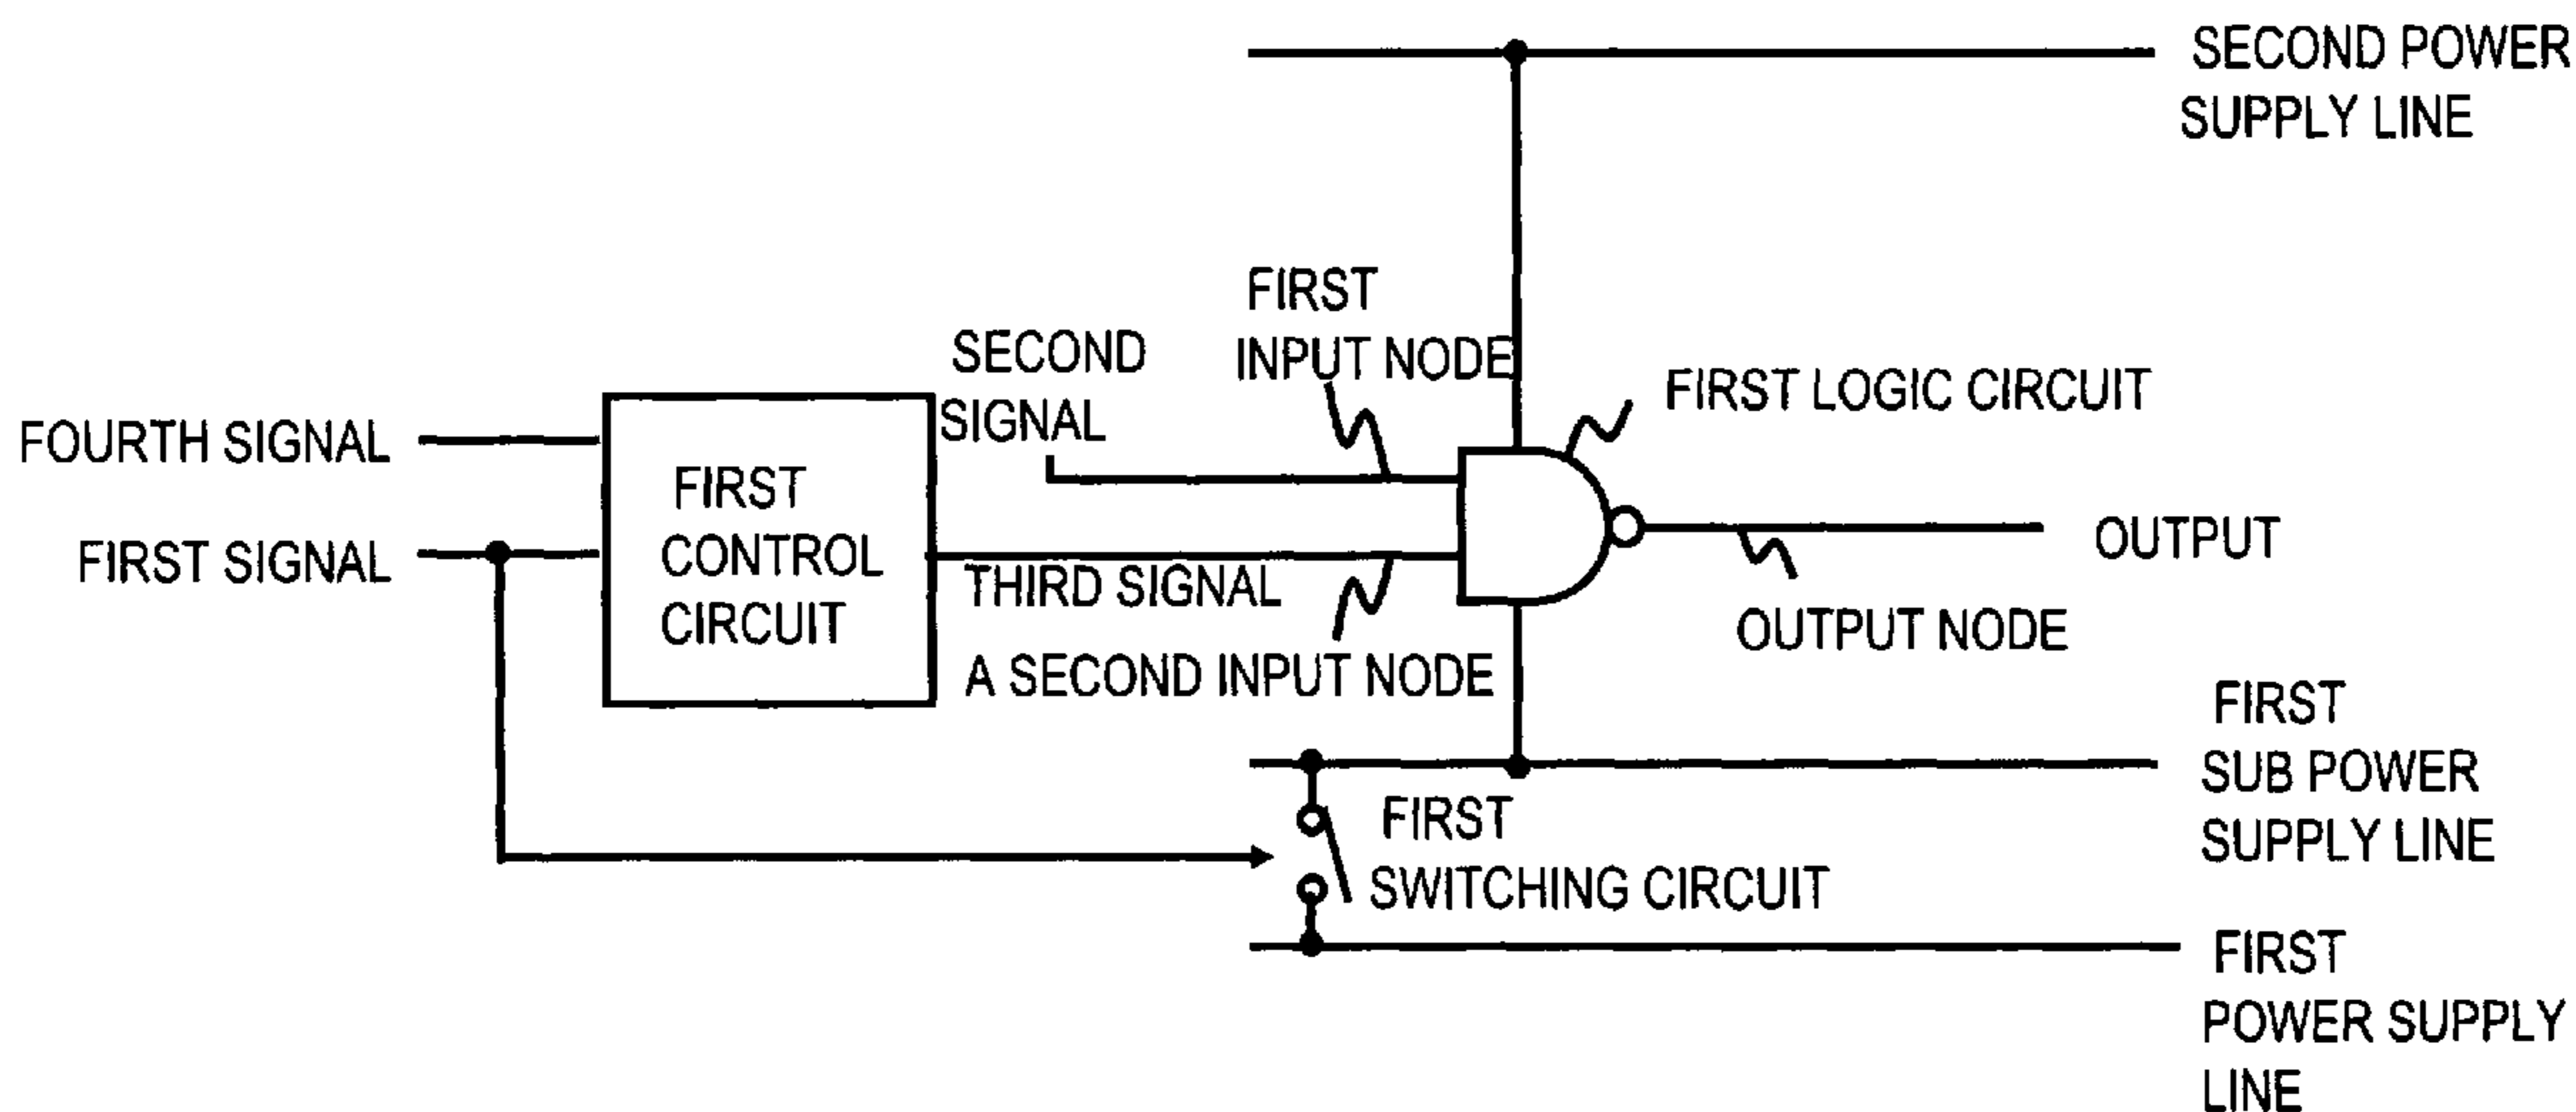 SECOND POWER
SUPPLY LINE
FIRST
INPUT NODE
SECOND
SIGNAL
FIRST LOGIC CIRCUIT
FOURTH SIGNAL
FIRST
CONTROL
CIRCUIT
FIRST SIGNAL
THIRD SIGNAL
A SECOND INPUT NODE
OUTPUT
OUTPUT NODE
FIRST
SUB POWER
SUPPLY LINE
FIRST
SWITCHING CIRCUIT
FIRST
POWER SUPPLY
LINE